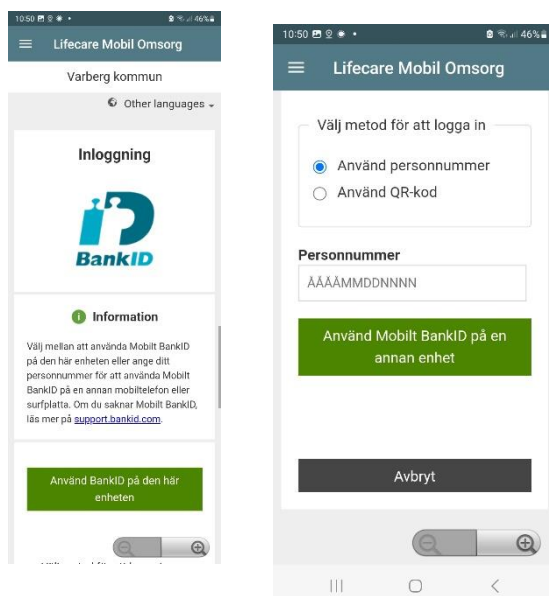 10:50 46%
Lifecare Mobil Omsorg
Varberg kommun
Other languages
Inloggning
BankID
Information
Välj mellan att använda Mobilt BankID
på den här enheten eller ange ditt
personnummer för att använda Mobilt
BankID på en annan mobiltelefon eller
surfplatta. Om du saknar Mobilt BankID,
läs mer på support.bankid.com.
Använd BankID på den här
enheten
10:50 46%
Lifecare Mobil Omsorg
Välj metod för att logga in
Använd personnummer
Använd QR-kod
Personnummer
ÅÅÅÅMMDDNNNN
Använd Mobilt BankID på en
annan enhet
Avbryt